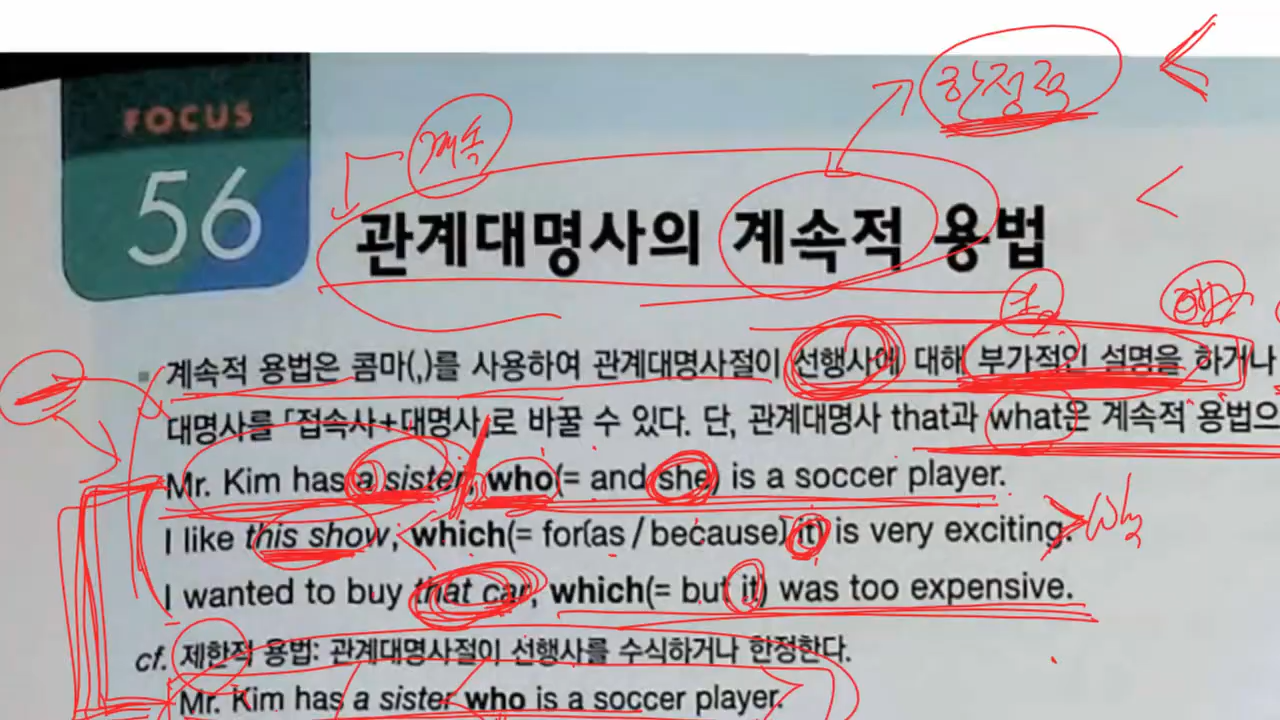 한정적
계속
FOCUS
56
관계대명사의 계속적 용법
계속적 용법은 콤마(,)를 사용하여 관계대명사절이 선행사에 대해 부가적인 설명을 하거나
대명사를 「접속사+대명사」로 바꿀 수 있다. 단, 관계대명사 that과 what은 계속적 용법으
Mr. Kim has a sister, who(= and she) is a soccer player.
I like this show, which(= for(as / because) it) is very exciting.
I wanted to buy that car, which(= but it) was too expensive.
cf. 제한적 용법: 관계대명사절이 선행사를 수식하거나 한정한다.
Mr. Kim has a sister who is a soccer player.